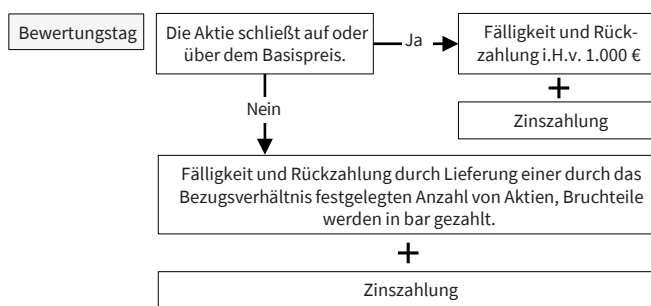 Bewertungstag
Die Aktie schließt auf oder
über dem Basispreis.
Ja
Fälligkeit und Rück-
zahlung i.H.v. 1.000 €
+
Zinszahlung
Nein
Fälligkeit und Rückzahlung durch Lieferung einer durch das
Bezugsverhältnis festgelegten Anzahl von Aktien, Bruchteile
werden in bar gezahlt.
+
Zinszahlung